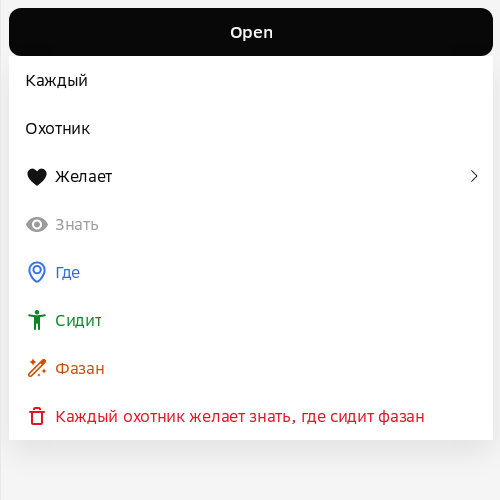 Open
Каждый
Охотник
Желает
Знать
Где
Сидит
Фазан
Каждый охотник желает знать, где сидит фазан